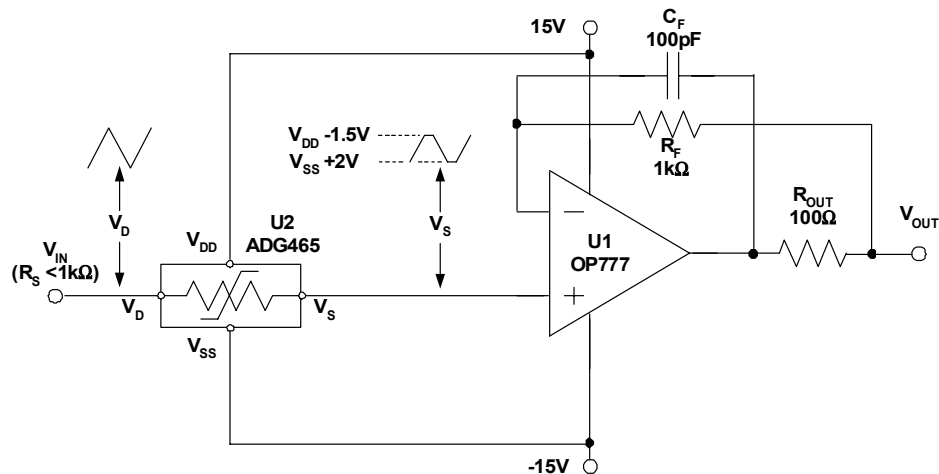 15V
C_F
100pF
V_DD -1.5V
V_SS +2V
R_F
1kΩ
R_OUT
100Ω
V_OUT
V_D
V_S
U2
ADG465
V_DD
U1
OP777
V_IN
(R_S <1kΩ)
V_D
V_S
V_SS
-15V